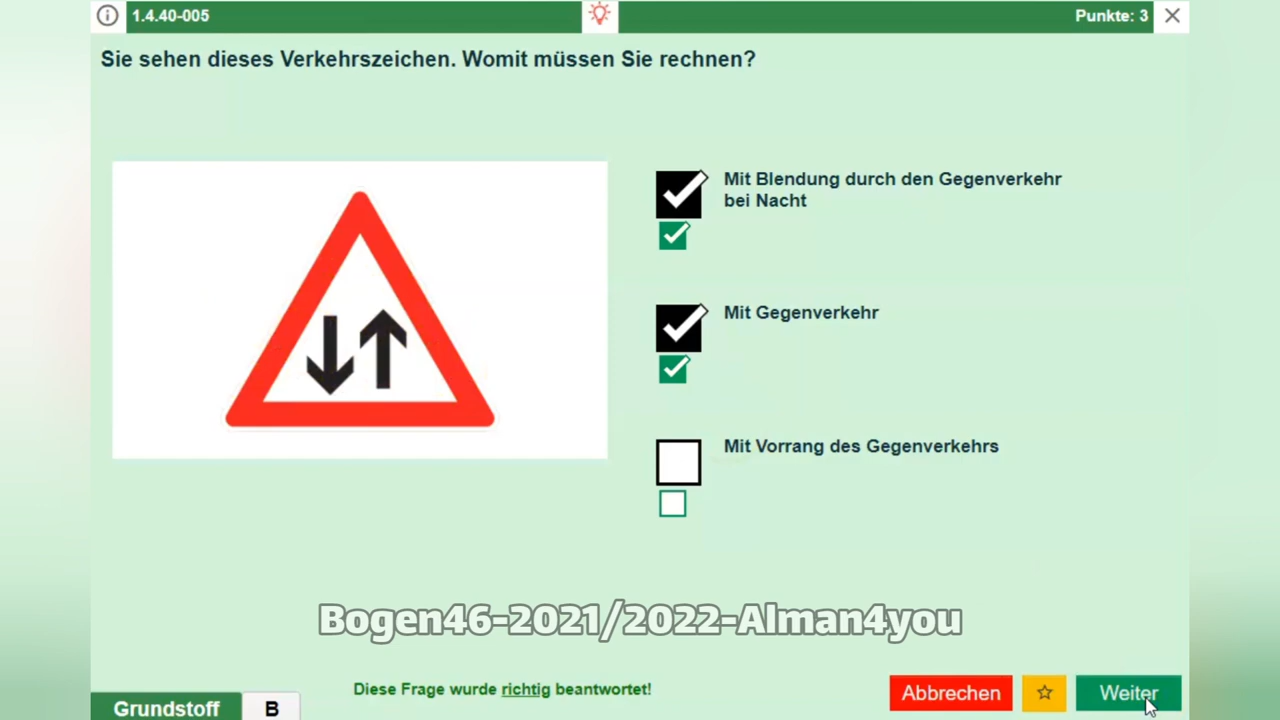 1.4.40-005
Punkte: 3
Sie sehen dieses Verkehrszeichen. Womit müssen Sie rechnen?
Mit Blendung durch den Gegenverkehr
bei Nacht
Mit Gegenverkehr
Mit Vorrang des Gegenverkehrs
Bogen46-2021/2022-Alman4you
Diese Frage wurde richtig beantwortet!
Abbrechen
Weiter
Grundstoff
B